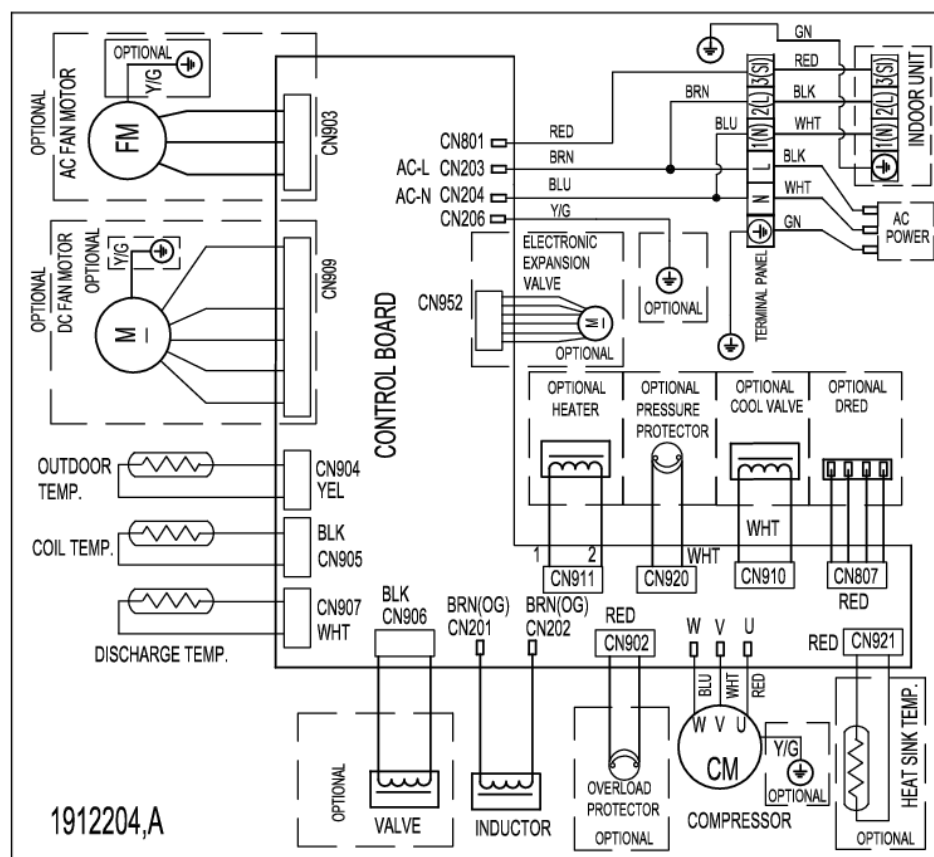 OPTIONAL
AC FAN MOTOR
OPTIONAL
Y/G
FM
CN903
OPTIONAL
DC FAN MOTOR
OPTIONAL
Y/G
M
CN909
CONTROL BOARD
CN801
RED
AC-L CN203
BRN
AC-N CN204
BLU
CN206
Y/G
OPTIONAL
BRN
BLU
3(SI)
2(L)
1(N)
L
N
TERMINAL PANEL
GN
RED
BLK
WHT
BLK
WHT
GN
3(SI)
2(L)
1(N)
INDOOR UNIT
AC
POWER
ELECTRONIC
EXPANSION
VALVE
CN952
M
OPTIONAL
OPTIONAL
HEATER
1
2
CN911
OPTIONAL
PRESSURE
PROTECTOR
WHT
CN920
OPTIONAL
COOL VALVE
WHT
CN910
OPTIONAL
DRED
CN807
RED
OUTDOOR
TEMP.
CN904
YEL
COIL TEMP.
BLK
CN905
DISCHARGE TEMP.
CN907
WHT
BLK
CN906
OPTIONAL
VALVE
BRN(OG)
CN201
BRN(OG)
CN202
INDUCTOR
RED
CN902
OVERLOAD
PROTECTOR
OPTIONAL
W V U
BLU
WHT
RED
W V U
CM
COMPRESSOR
Y/G
OPTIONAL
RED
CN921
HEAT SINK TEMP.
OPTIONAL
1912204,A